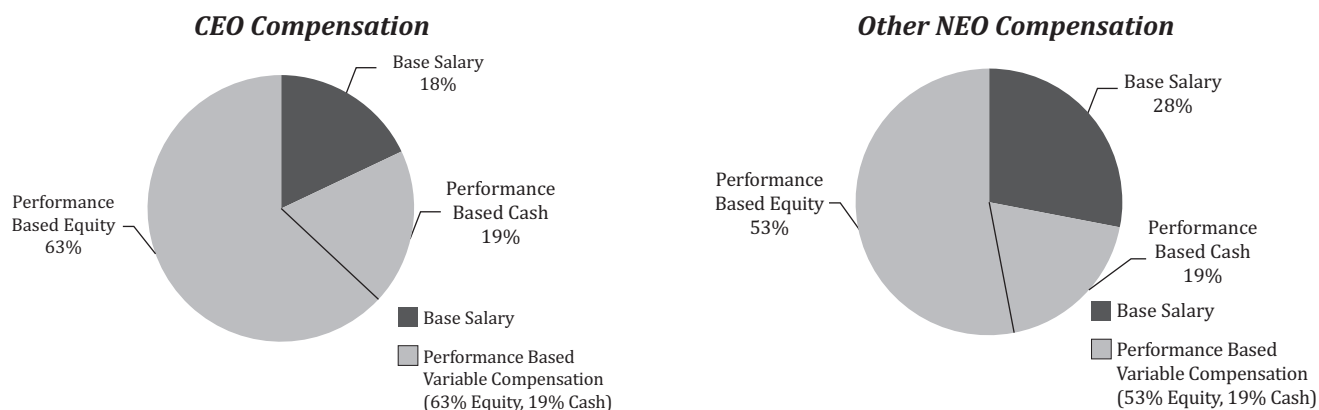 CEO Compensation
Base Salary
18%
Performance
Based Cash
19%
Performance
Based Equity
63%
Base Salary
Performance Based
Variable Compensation
(63% Equity, 19% Cash)
Other NEO Compensation
Base Salary
28%
Performance
Based Equity
53%
Performance
Based Cash
19%
Base Salary
Performance Based
Variable Compensation
(53% Equity, 19% Cash)